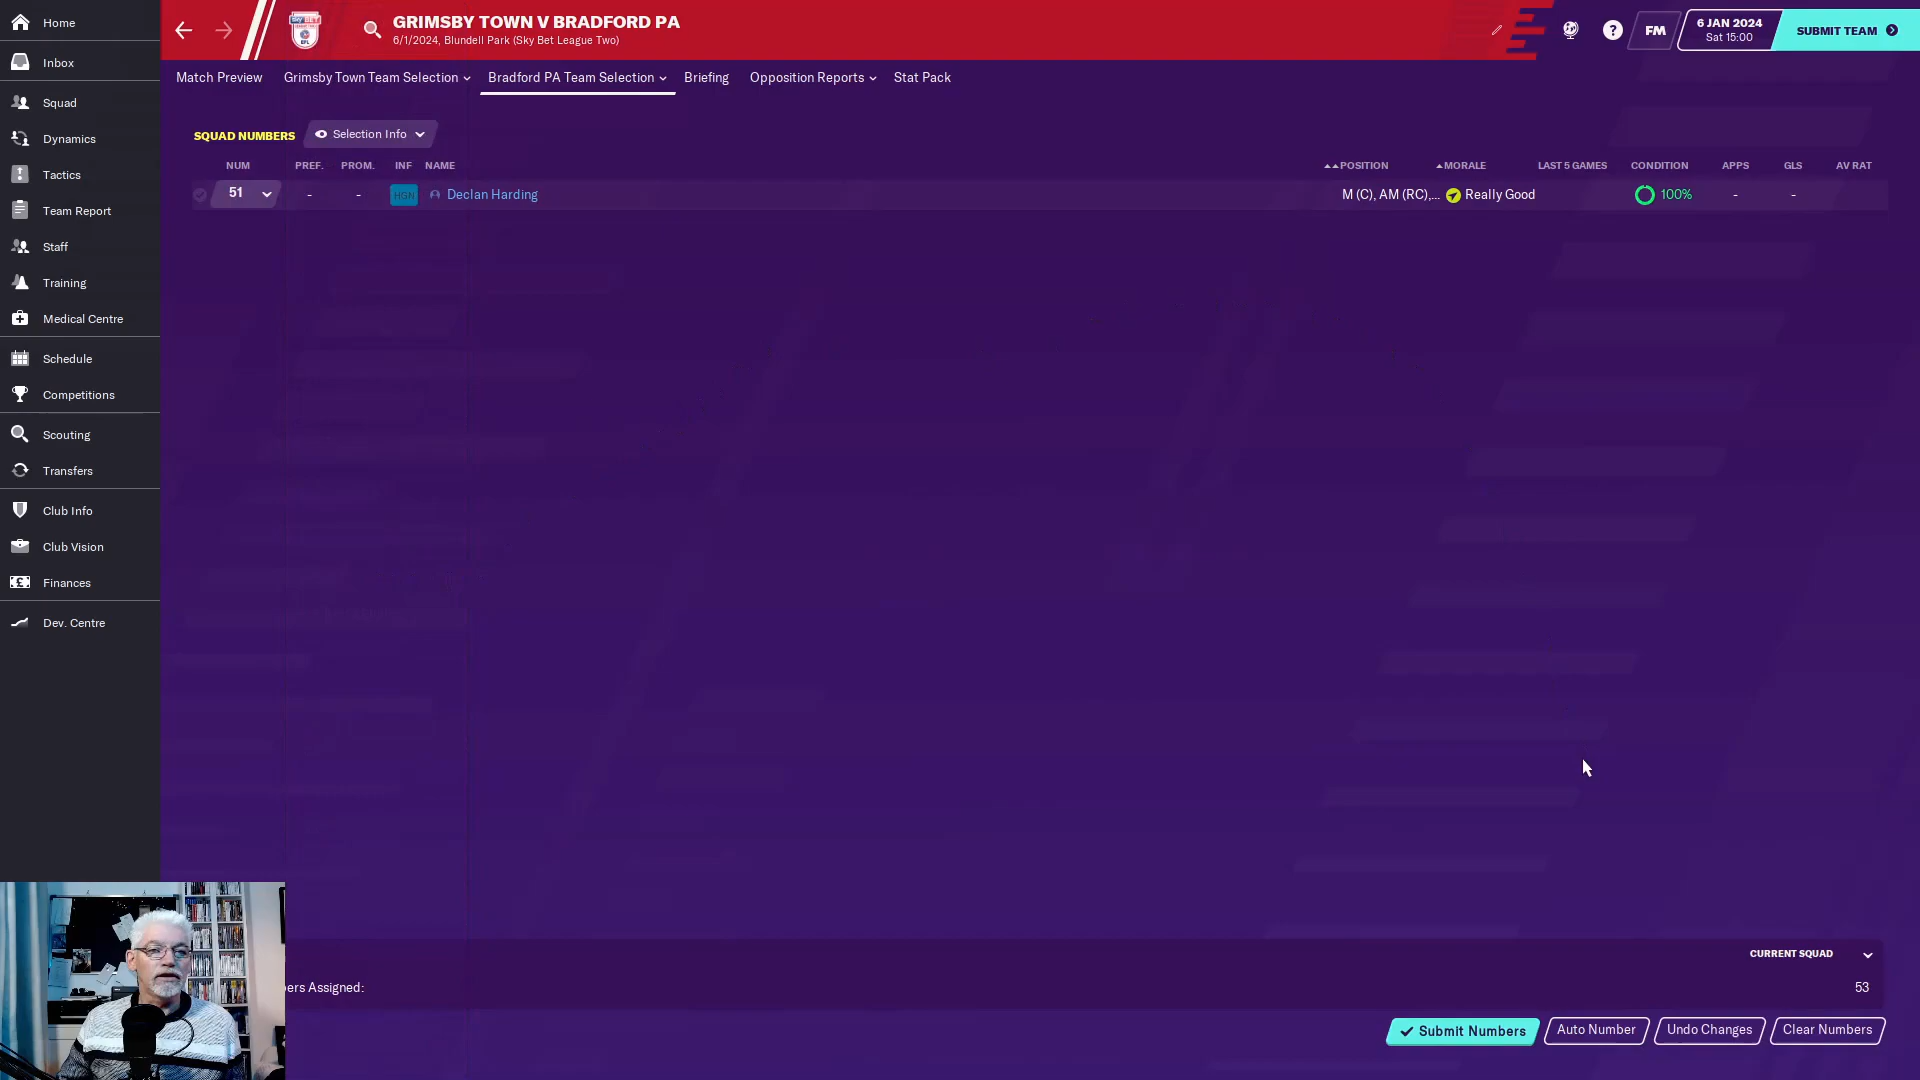 Home
Inbox
Squad
Dynamics
Tactics
Team Report
Staff
Training
Medical Centre
Schedule
Competitions
Scouting
Transfers
Club Info
Club Vision
Finances
Dev. Centre
GRIMSBY TOWN V BRADFORD PA
6/1/2024, Blundell Park (Sky Bet League Two)
FM
6 JAN 2024
Sat 15:00
SUBMIT TEAM
Match Preview
Grimsby Town Team Selection
Bradford PA Team Selection
Briefing
Opposition Reports
Stat Pack
SQUAD NUMBERS
Selection Info
NUM PREF. PROM. INF NAME POSITION MORALE LAST 5 GAMES CONDITION APPS GLS AV RAT
51 - - HGN Declan Harding M (C), AM (RC),... Really Good 100% - -
CURRENT SQUAD
ers Assigned: 53
Submit Numbers
Auto Number
Undo Changes
Clear Numbers